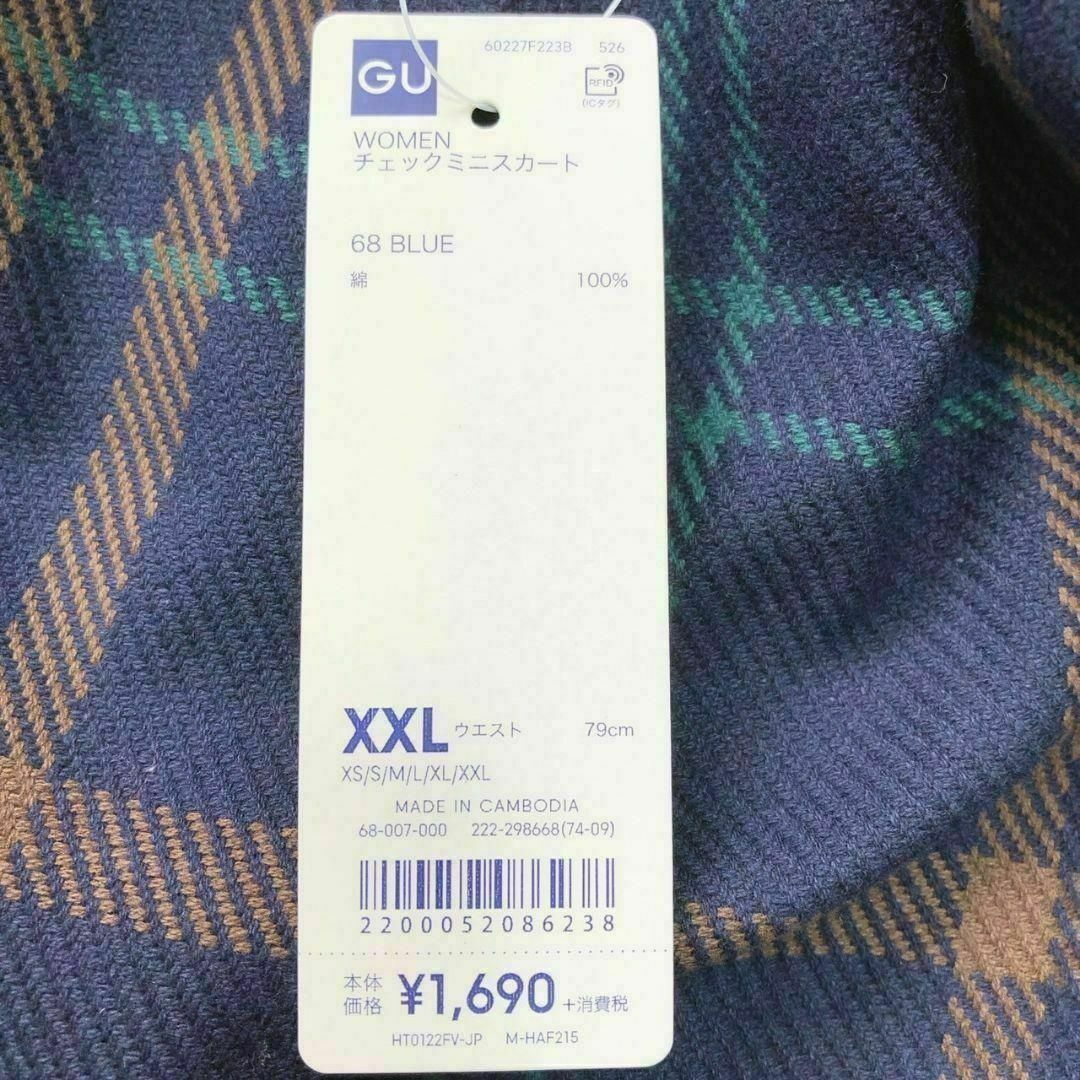 60227F223B 526
GU
RFID
(ICタグ)
WOMEN
チェックミニスカート
68 BLUE
綿 100%
XXL ウエスト 79cm
XS/S/M/L/XL/XXL
MADE IN CAMBODIA
68-007-000 222-298668(74-09)
2200052086238
本体
価格 ¥1,690 +消費税
HT0122FV-JP M-HAF215